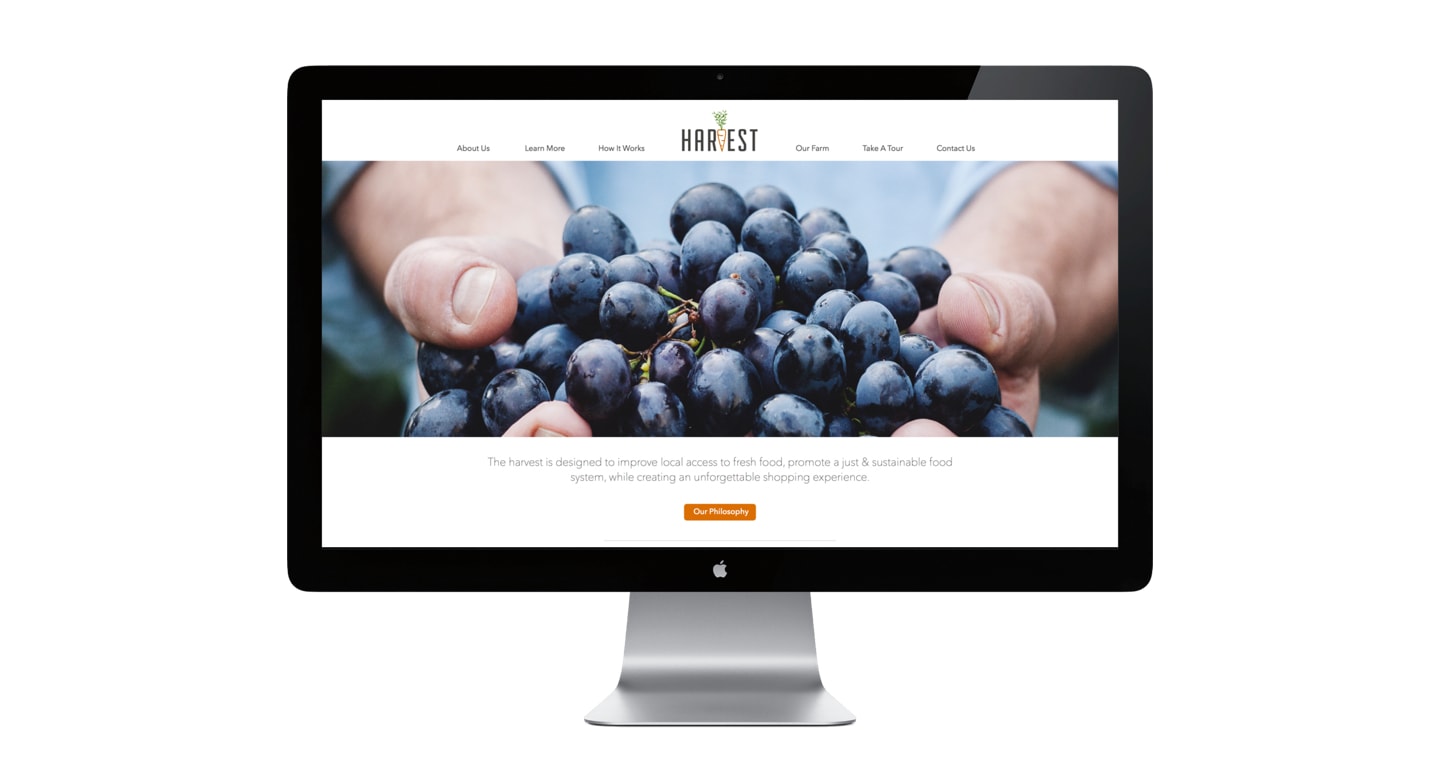 HARVEST
About Us
Learn More
How It Works
Our Farm
Take A Tour
Contact Us
The harvest is designed to improve local access to fresh food, promote a just & sustainable food
system, while creating an unforgettable shopping experience.
Our Philosophy